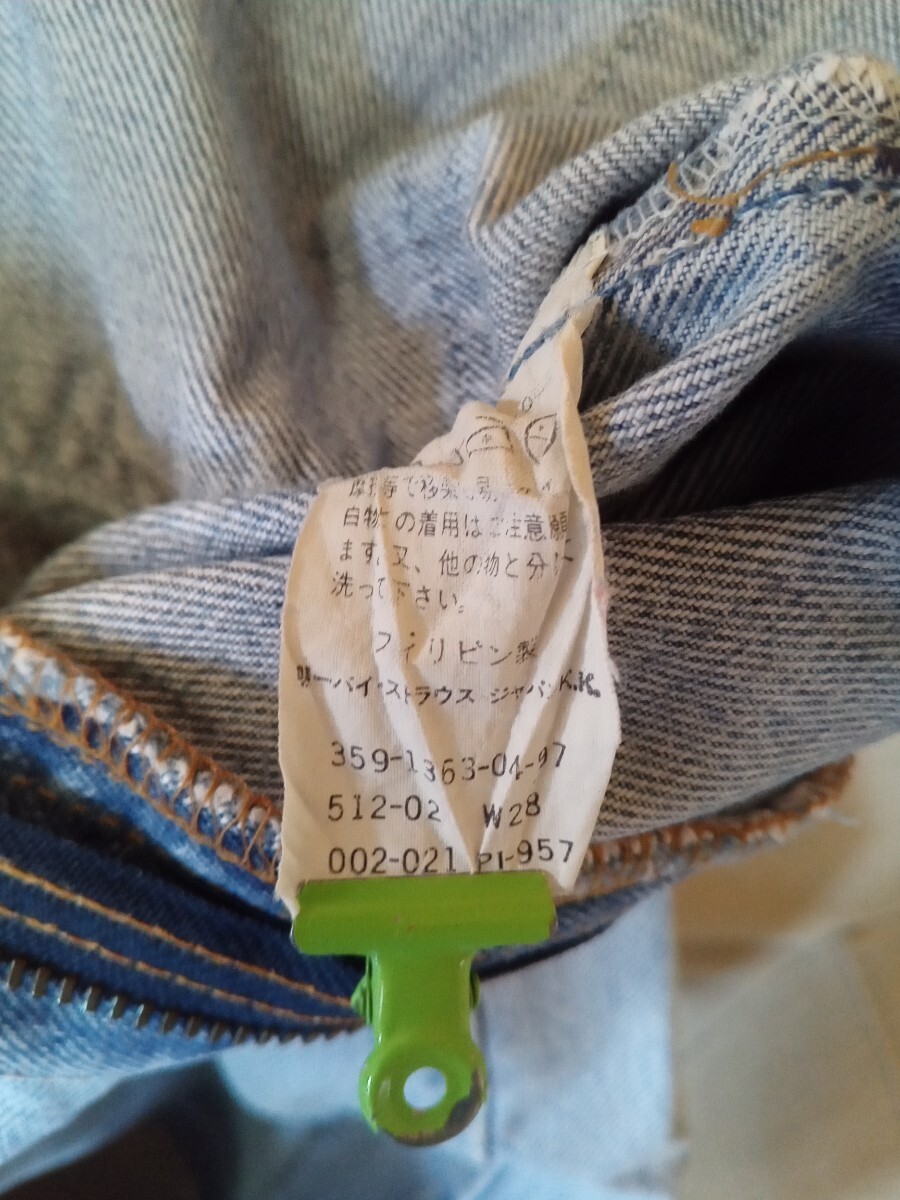 摩擦等で移染
白物との着用はご注意願
ます。又、他の物と分けて
洗って下さい。
フィリピン製
リーバイ・ストラウス ジャパンK.K.
359-1363-04-97
512-02 W28
002-021 PI-957